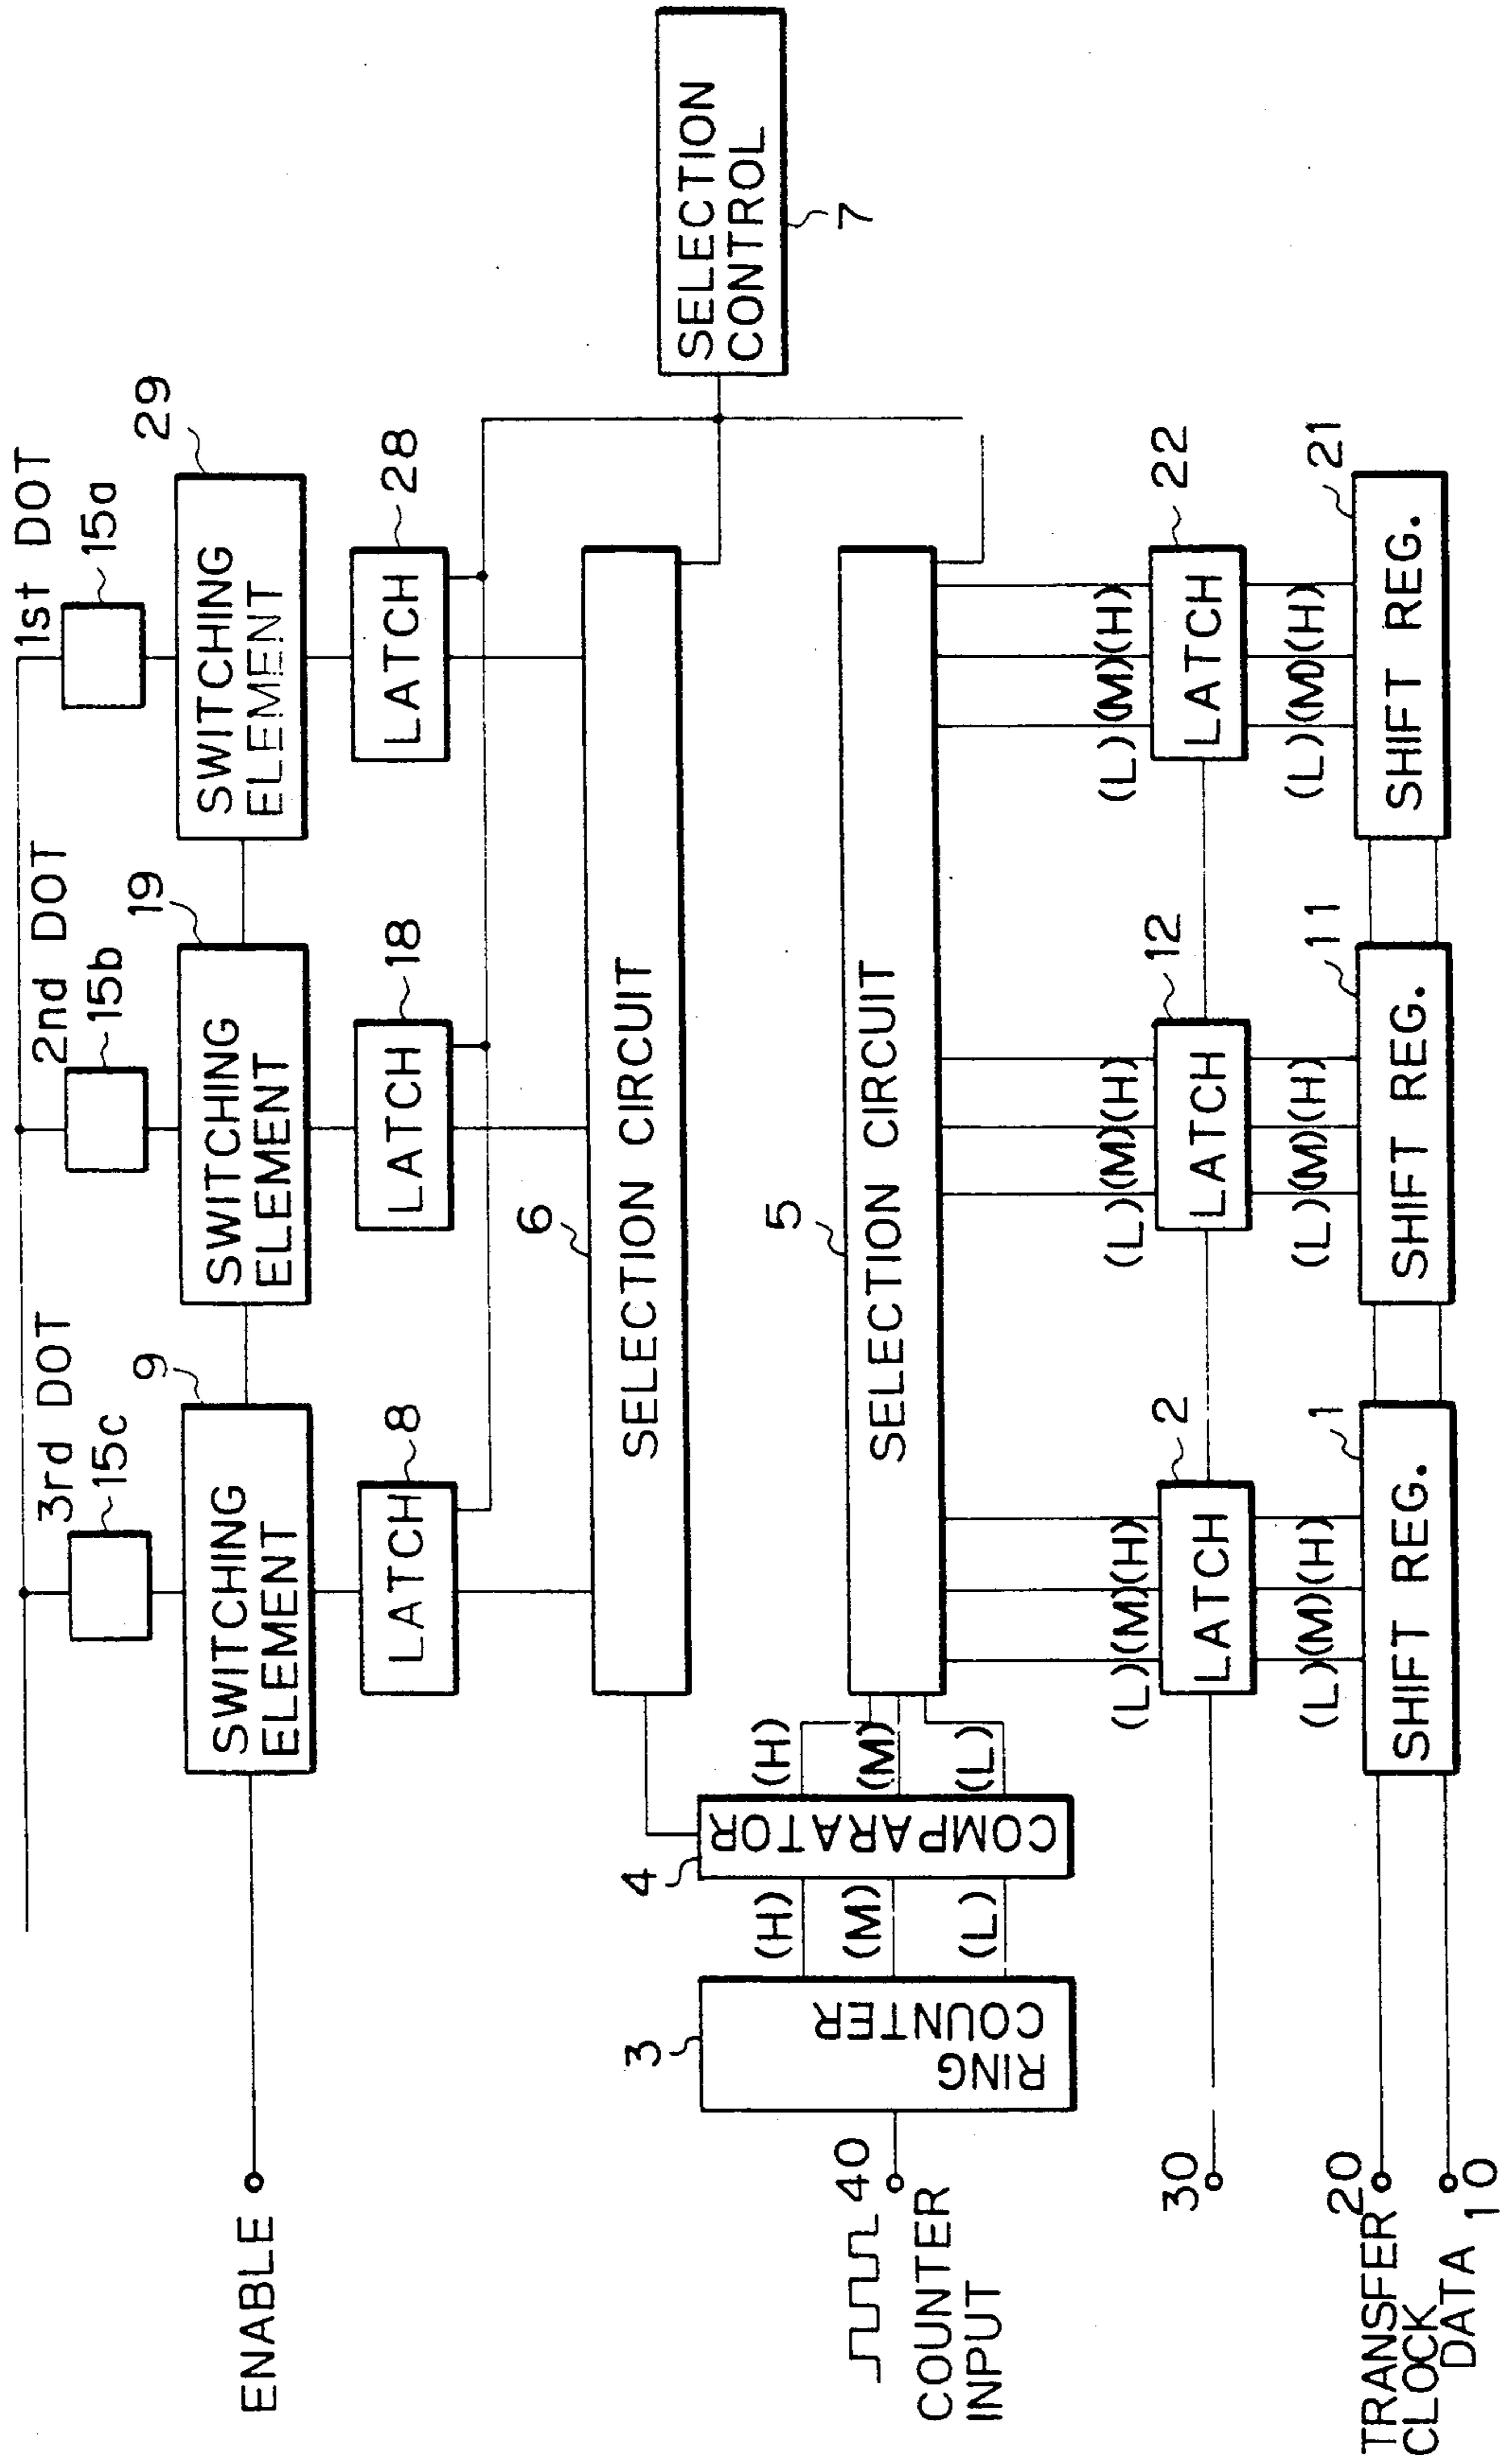 1st DOT
15a
2nd DOT
15b
3rd DOT
15c
29
SWITCHING
ELEMENT
19
SWITCHING
ELEMENT
9
SWITCHING
ELEMENT
28
LATCH
18
LATCH
8
LATCH
ENABLE
6
SELECTION CIRCUIT
SELECTION
CONTROL
7
5
SELECTION CIRCUIT
4
COMPARATOR
(H)
(M)
(L)
(H)
(M)
(L)
3
RING
COUNTER
40
COUNTER
INPUT
(L)(M)(H)
22
LATCH
(L)(M)(H)
(L)(M)(H)
12
LATCH
(L)(M)(H)
(L)(M)(H)
2
LATCH
(L)(M)(H)
30
21
SHIFT REG.
11
SHIFT REG.
1
SHIFT REG.
20
TRANSFER
CLOCK
DATA 10